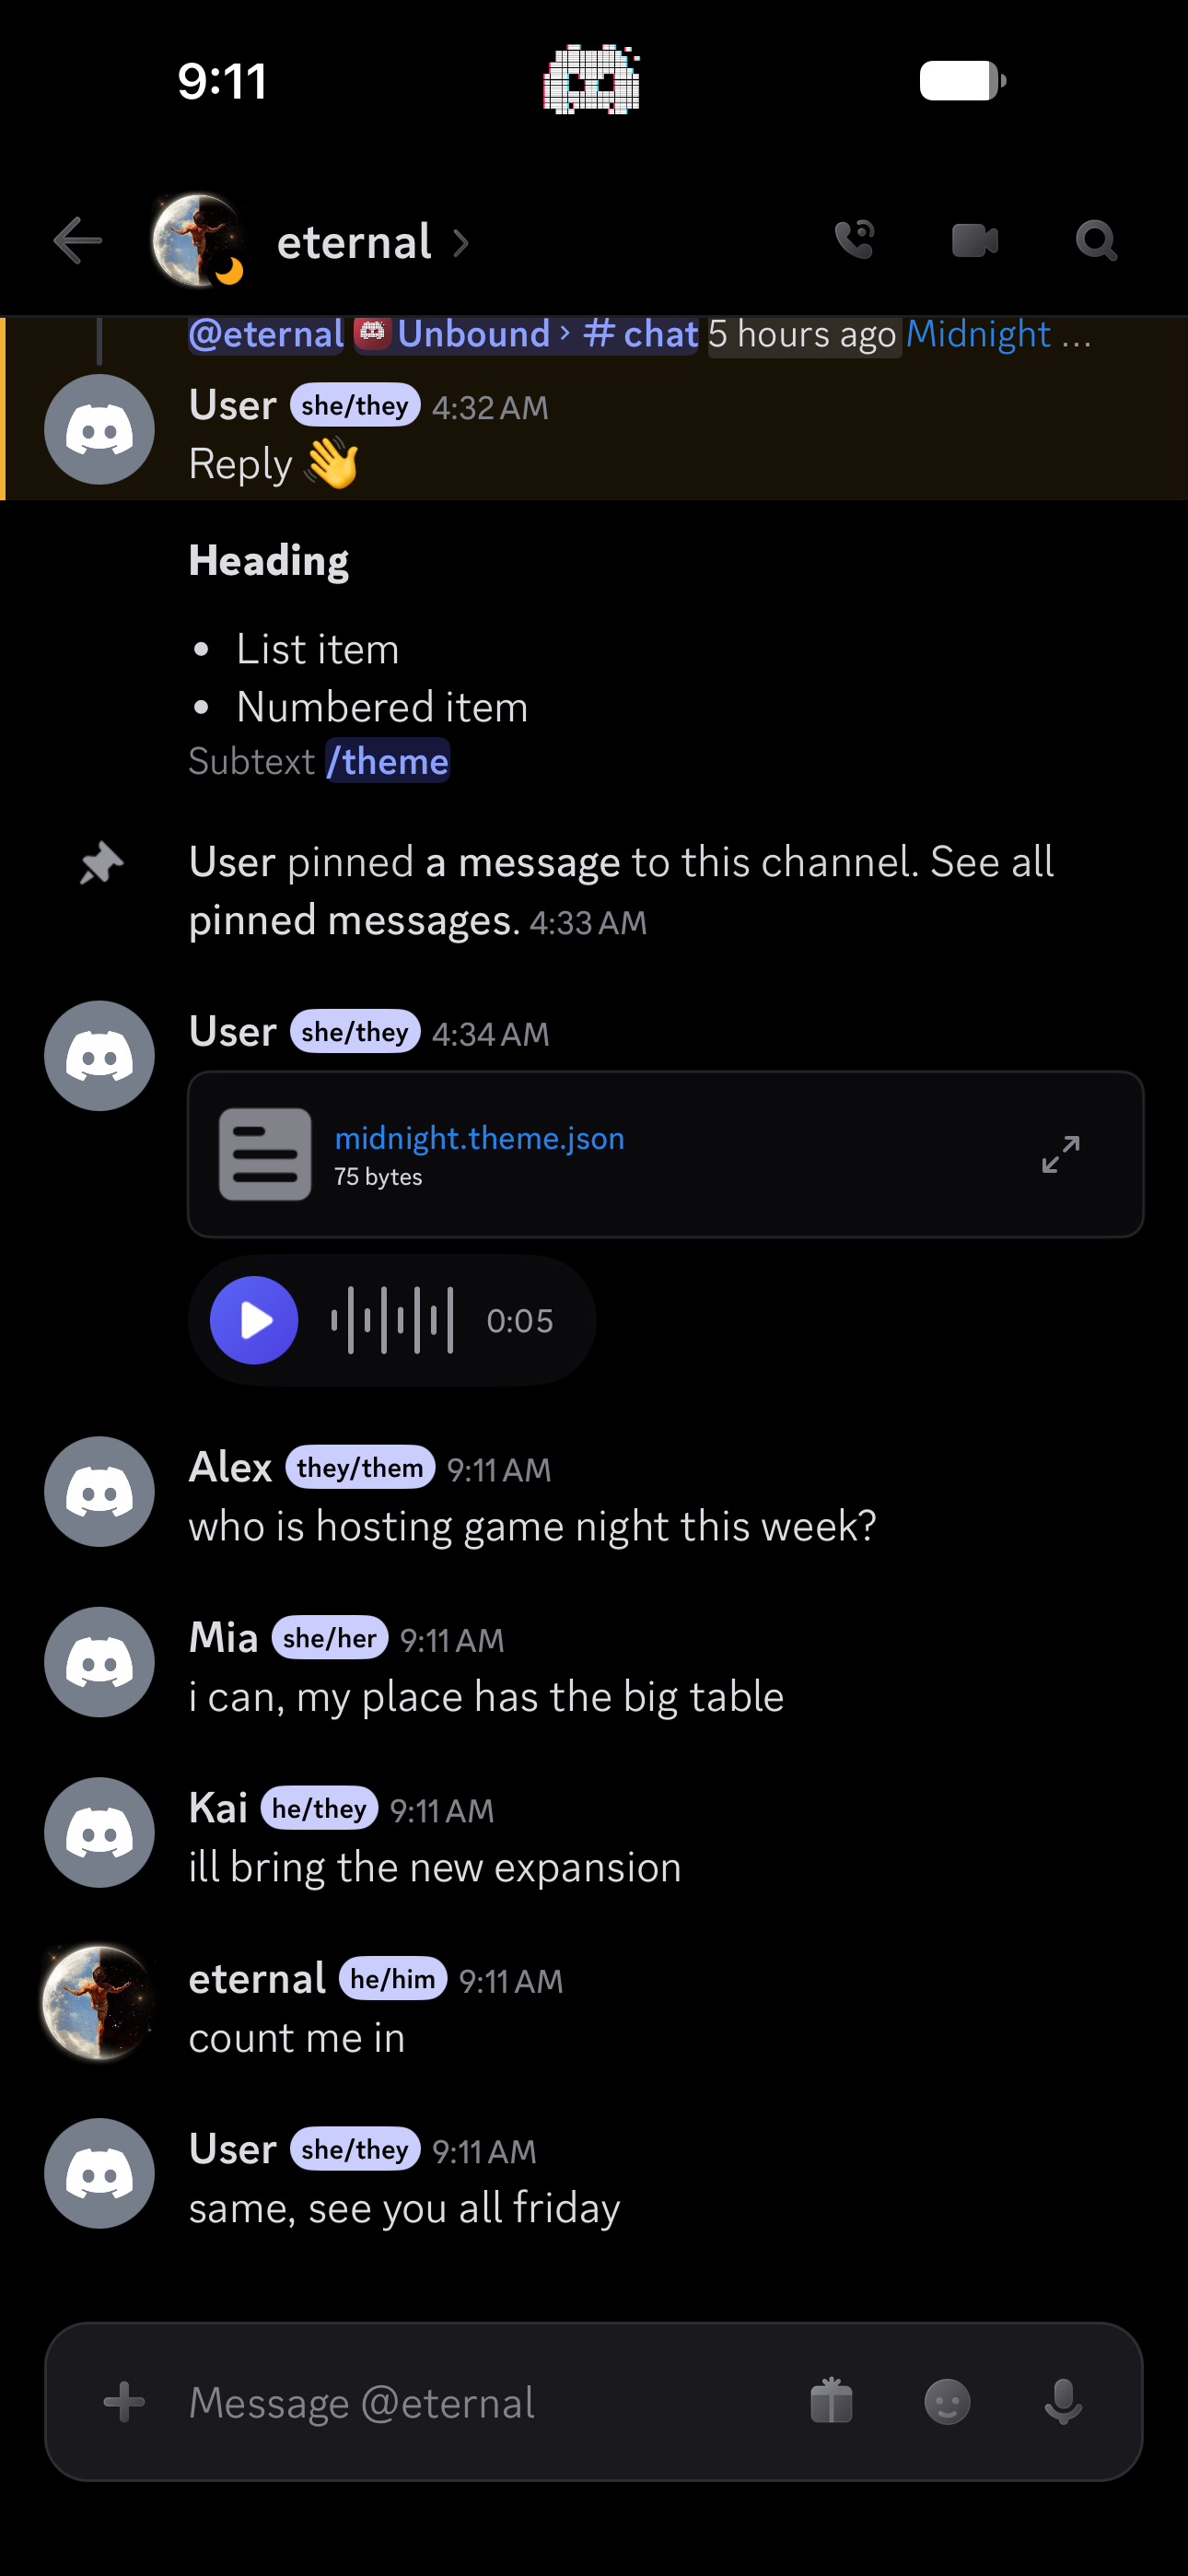 9:11
eternal
@eternal Unbound › # chat 5 hours ago Midnight ...
User she/they 4:32 AM
Reply 👋
Heading
• List item
• Numbered item
Subtext /theme
User pinned a message to this channel. See all
pinned messages. 4:33 AM
User she/they 4:34 AM
midnight.theme.json
75 bytes
0:05
Alex they/them 9:11 AM
who is hosting game night this week?
Mia she/her 9:11 AM
i can, my place has the big table
Kai he/they 9:11 AM
ill bring the new expansion
eternal he/him 9:11 AM
count me in
User she/they 9:11 AM
same, see you all friday
Message @eternal